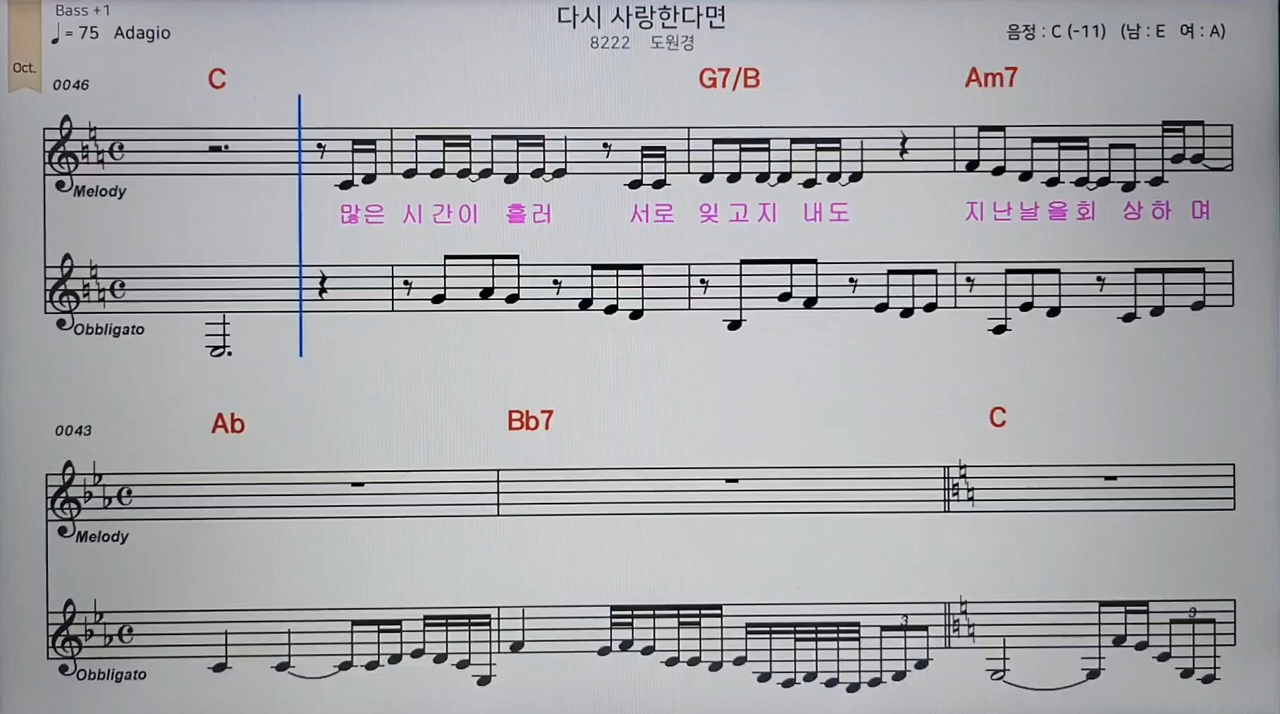 Bass +1
다시 사랑한다면
♩= 75 Adagio
8222 도원경
음정 : C (-11) (남 : E 여 : A)
Oct.
0046
C G7/B Am7
Melody
많은 시간이 흘러 서로 잊고지 내도 지난날을회 상하 며
Obbligato
0043
Ab Bb7 C
Melody
3 3
Obbligato